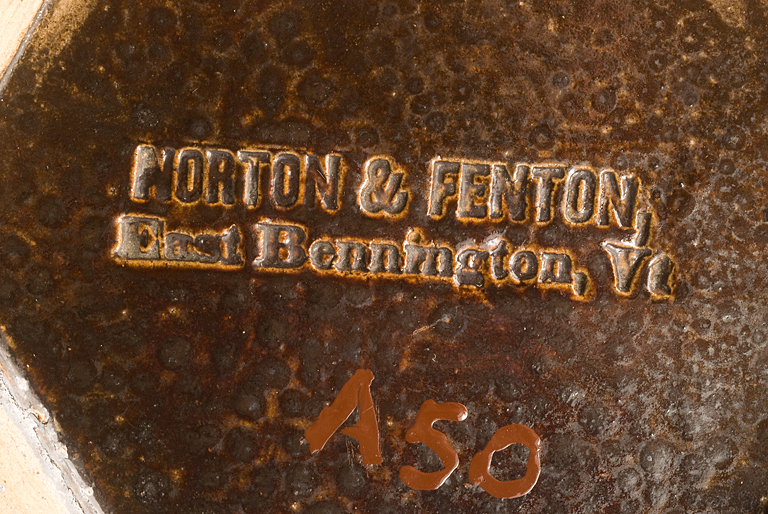 NORTON & FENTON,
East Bennington, Vt
A50